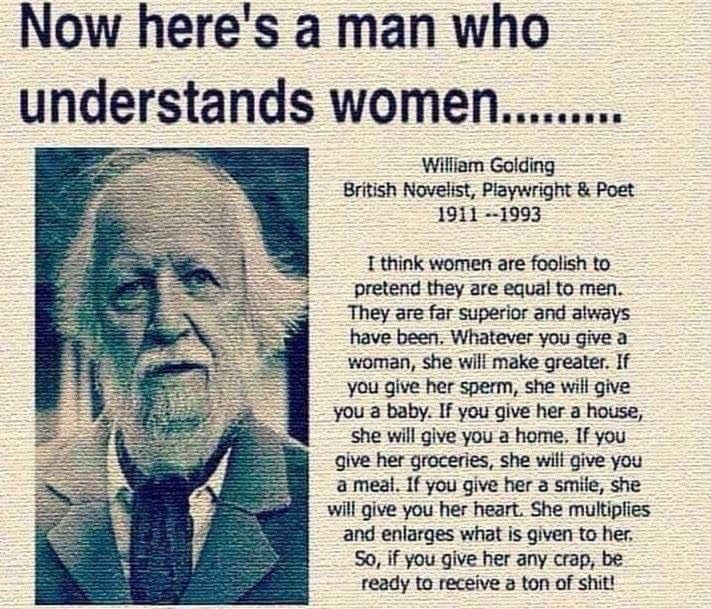 Now here's a man who
understands women.........
William Golding
British Novelist, Playwright & Poet
1911 --1993
I think women are foolish to
pretend they are equal to men.
They are far superior and always
have been. Whatever you give a
woman, she will make greater. If
you give her sperm, she will give
you a baby. If you give her a house,
she will give you a home. If you
give her groceries, she will give you
a meal. If you give her a smile, she
will give you her heart. She multiplies
and enlarges what is given to her.
So, if you give her any crap, be
ready to receive a ton of shit!